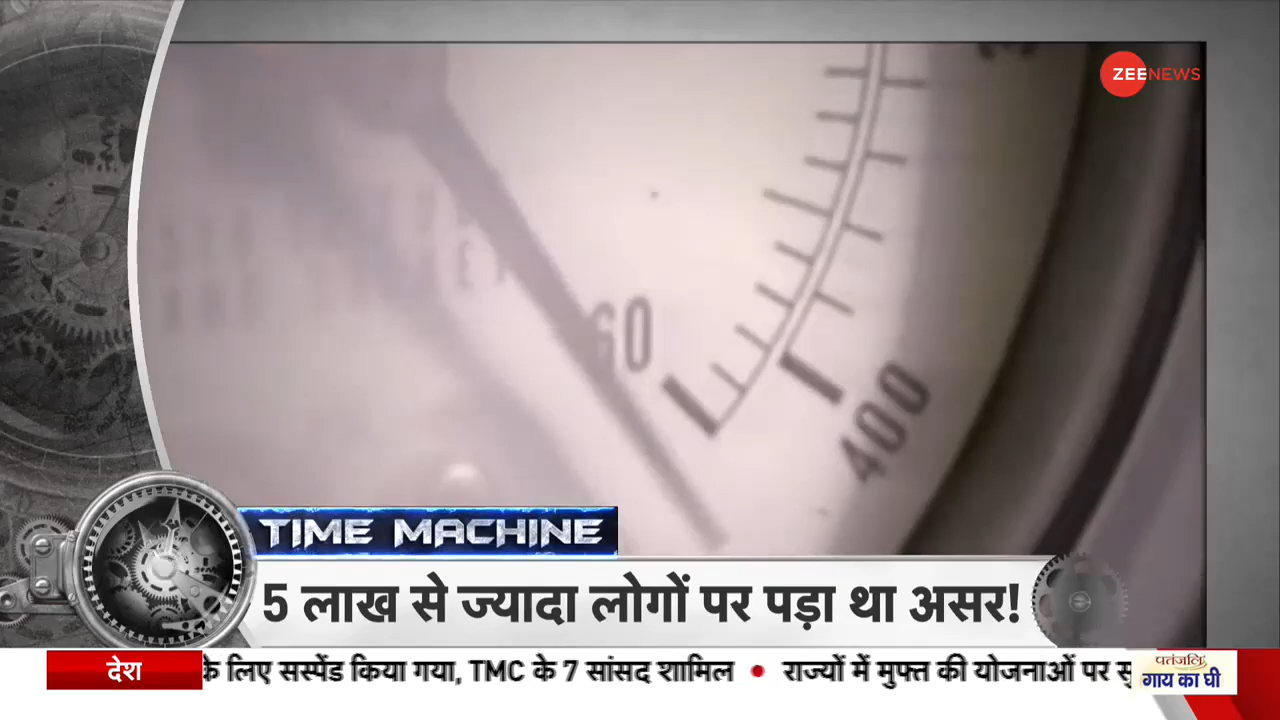 ZEENEWS
60
400
TIME MACHINE
5 लाख से ज्यादा लोगों पर पड़ा था असर!
देश
के लिए सस्पेंड किया गया, TMC के 7 सांसद शामिल • राज्यों में मुफ्त की योजनाओं पर
पतंजलि
गाय का घी